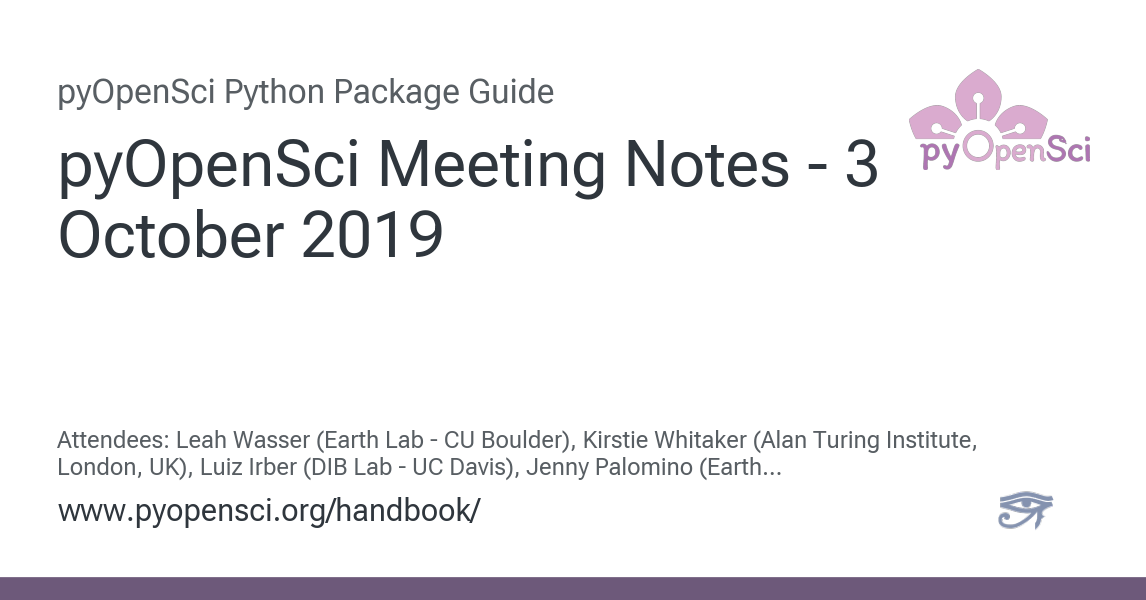 pyOpenSci Python Package Guide
pyOpenSci Meeting Notes - 3
October 2019
pyOpenSci
Attendees: Leah Wasser (Earth Lab - CU Boulder), Kirstie Whitaker (Alan Turing Institute,
London, UK), Luiz Irber (DIB Lab - UC Davis), Jenny Palomino (Earth...
www.pyopensci.org/handbook/